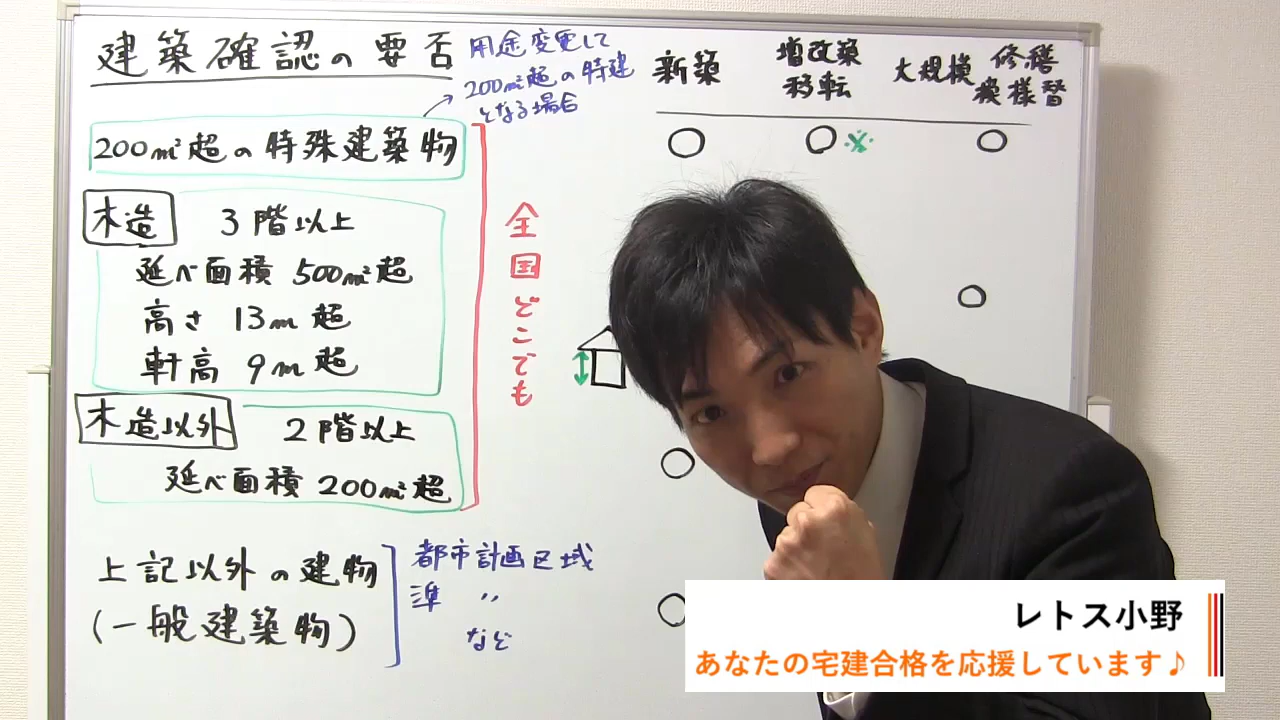 建築確認の要否
用途変更して
200㎡超の特建
となる場合
新築
増改築
移転
大規模 修繕
模様替
200㎡超の特殊建築物
○ ○※ ○
木造 3階以上
延べ面積 500㎡超
高さ 13m超
軒高 9m超
全国どこでも
○
木造以外 2階以上
延べ面積 200㎡超
○
上記以外の建物
(一般建築物)
都市計画区域
準 〃
など
○
レトス小野
あなたの宅建合格を応援しています♪